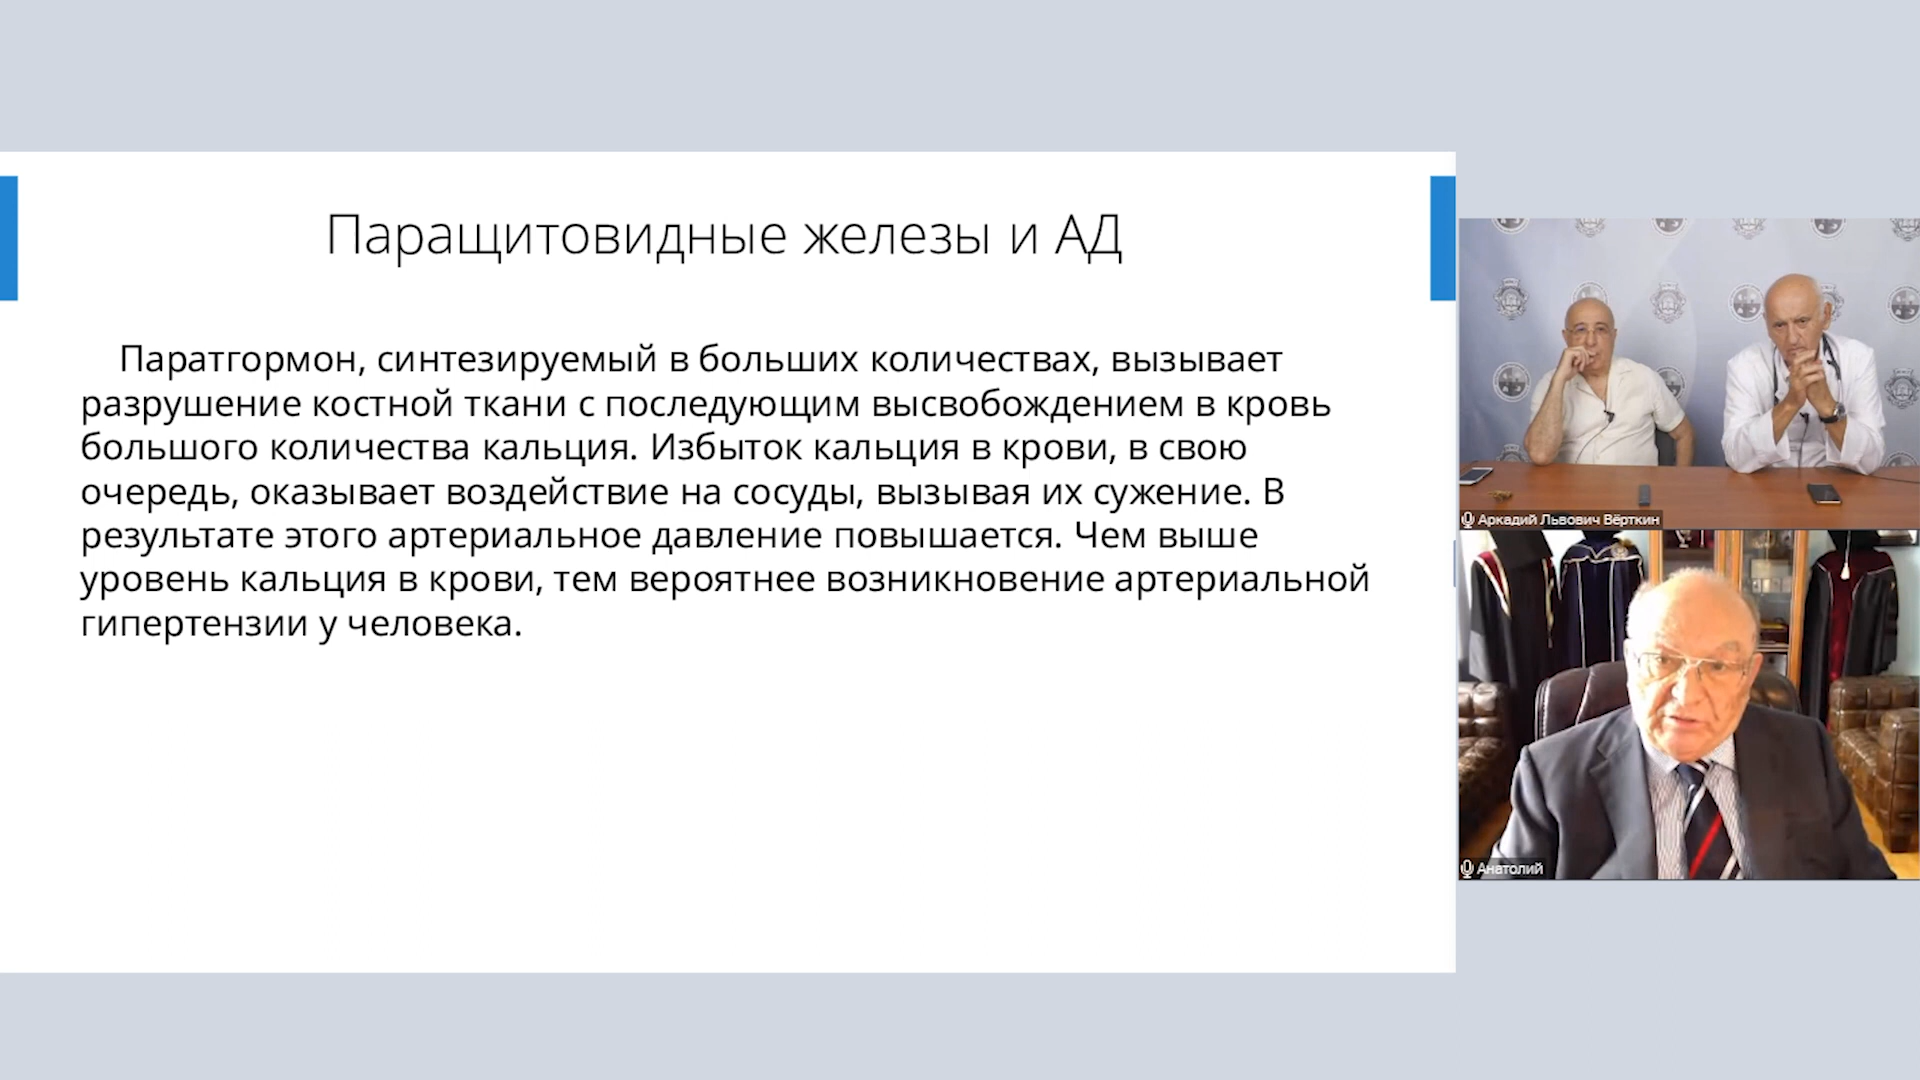 Паращитовидные железы и АД
Паратгормон, синтезируемый в больших количествах, вызывает
разрушение костной ткани с последующим высвобождением в кровь
большого количества кальция. Избыток кальция в крови, в свою
очередь, оказывает воздействие на сосуды, вызывая их сужение. В
результате этого артериальное давление повышается. Чем выше
уровень кальция в крови, тем вероятнее возникновение артериальной
гипертензии у человека.
Аркадий Львович Вёрткин
Анатолий